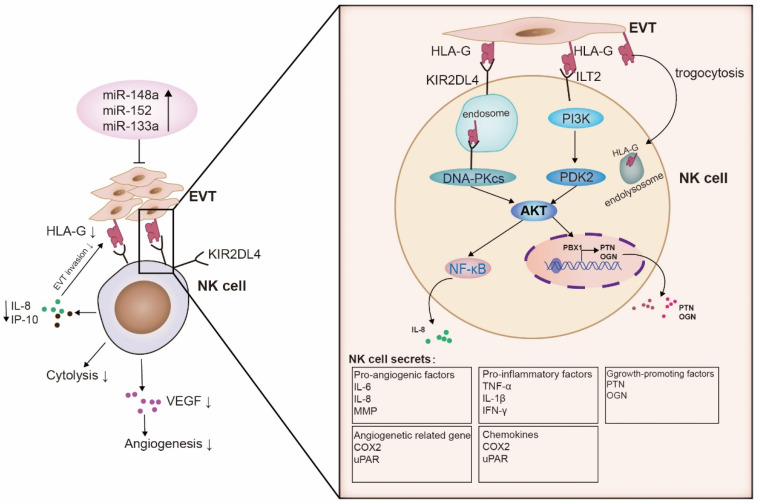 miR-148a
miR-152
miR-133a
EVT
HLA-G ↓
EVT invasion ↓
KIR2DL4
NK cell
↓ IL-8
IP-10
Cytolysis ↓
VEGF ↓
Angiogenesis ↓
EVT
HLA-G
HLA-G
KIR2DL4
ILT2
trogocytosis
endosome
PI3K
HLA-G
endolysosome
NK cell
DNA-PKcs
PDK2
AKT
NF-κB
PBX1
PTN
OGN
IL-8
PTN
OGN
NK cell secrets:
Pro-angiogenic factors
IL-6
IL-8
MMP
Pro-inflammatory factors
TNF-α
IL-1β
IFN-γ
Ggrowth-promoting factors
PTN
OGN
Angiogenetic related gene
COX2
uPAR
Chemokines
COX2
uPAR